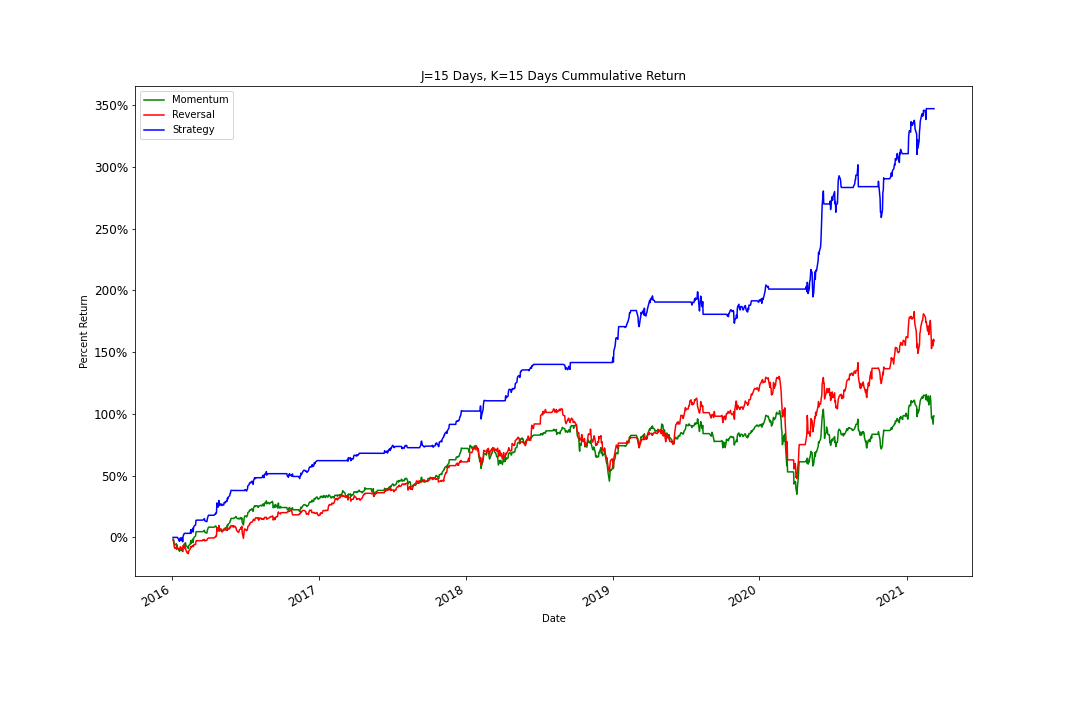 J=15 Days, K=15 Days Cummulative Return
Momentum
Reversal
Strategy
350%
300%
250%
200%
150%
100%
50%
0%
Percent Return
2016
2017
2018
2019
2020
2021
Date